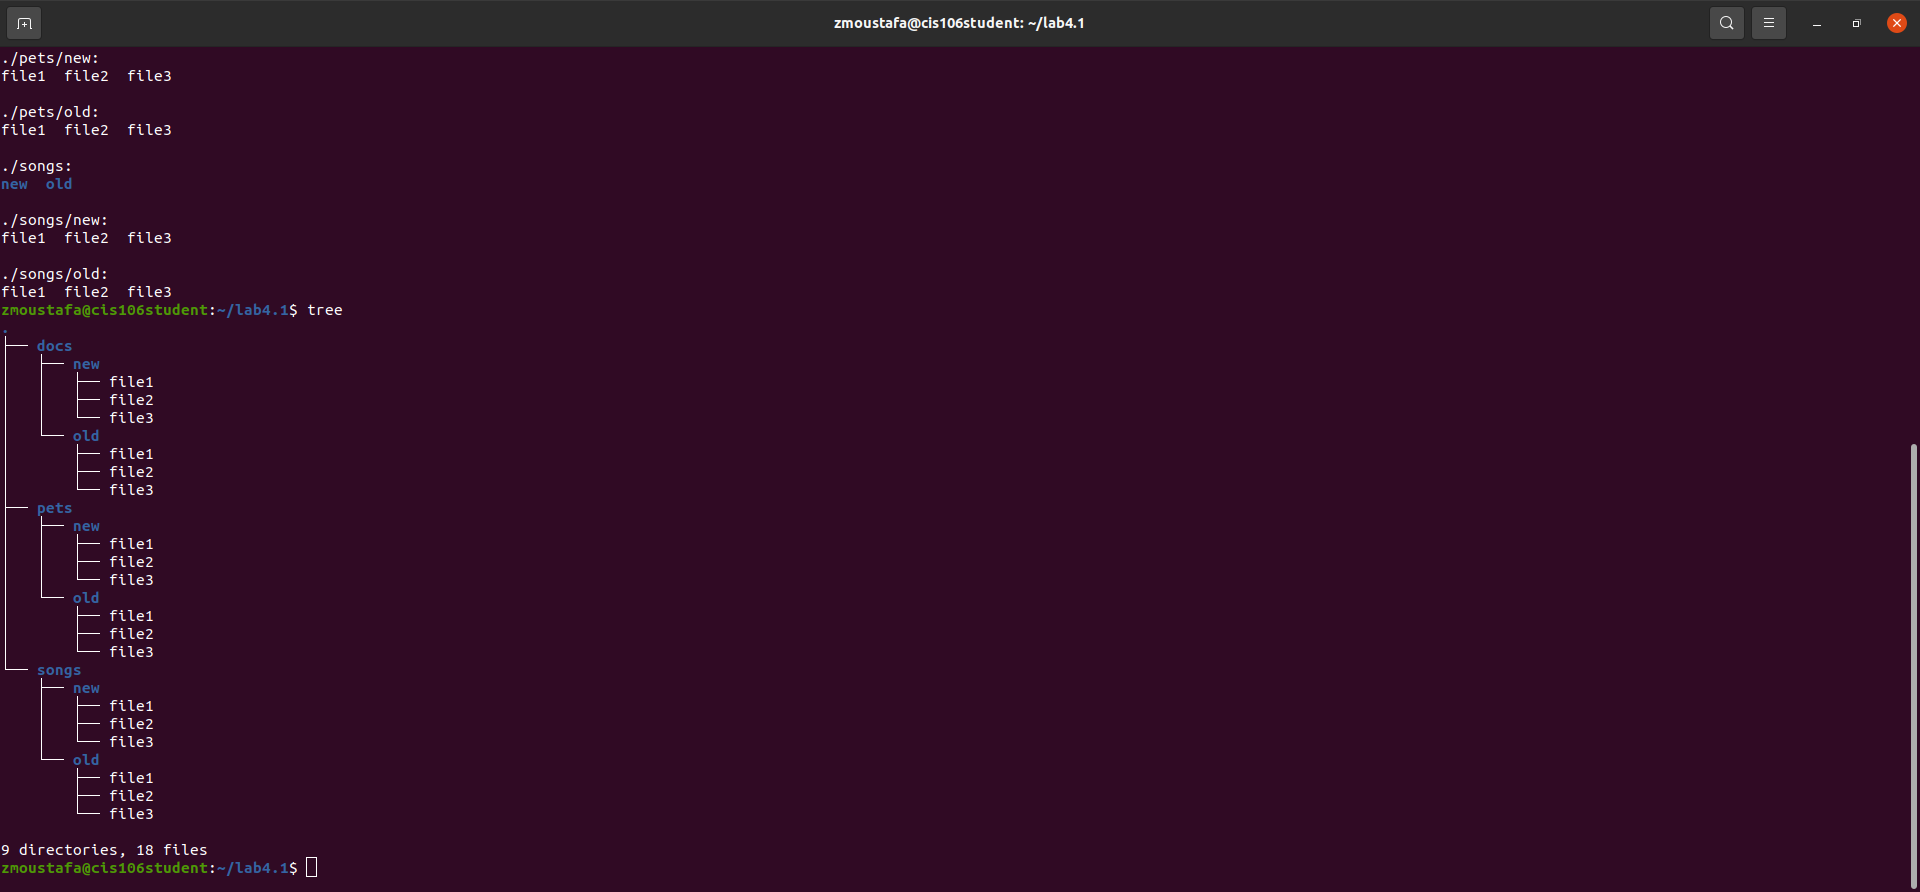 zmoustafa@cis106student: ~/lab4.1
./pets/new:
file1  file2  file3
./pets/old:
file1  file2  file3
./songs:
new  old
./songs/new:
file1  file2  file3
./songs/old:
file1  file2  file3
zmoustafa@cis106student:~/lab4.1$ tree
.
├── docs
│   ├── new
│   │   ├── file1
│   │   ├── file2
│   │   └── file3
│   └── old
│       ├── file1
│       ├── file2
│       └── file3
├── pets
│   ├── new
│   │   ├── file1
│   │   ├── file2
│   │   └── file3
│   └── old
│       ├── file1
│       ├── file2
│       └── file3
└── songs
    ├── new
    │   ├── file1
    │   ├── file2
    │   └── file3
    └── old
        ├── file1
        ├── file2
        └── file3
9 directories, 18 files
zmoustafa@cis106student:~/lab4.1$